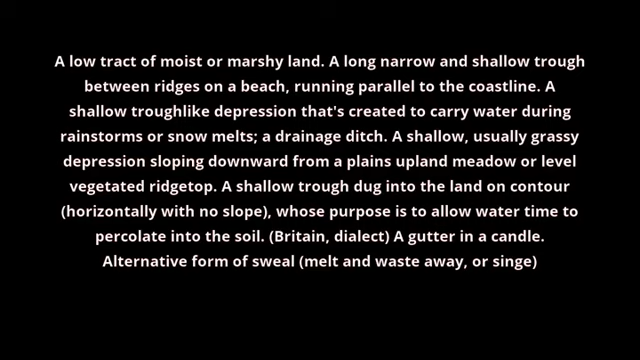 A low tract of moist or marshy land. A long narrow and shallow trough
between ridges on a beach, running parallel to the coastline. A
shallow troughlike depression that's created to carry water during
rainstorms or snow melts; a drainage ditch. A shallow, usually grassy
depression sloping downward from a plains upland meadow or level
vegetated ridgetop. A shallow trough dug into the land on contour
(horizontally with no slope), whose purpose is to allow water time to
percolate into the soil. (Britain, dialect) A gutter in a candle.
Alternative form of sweal (melt and waste away, or singe)